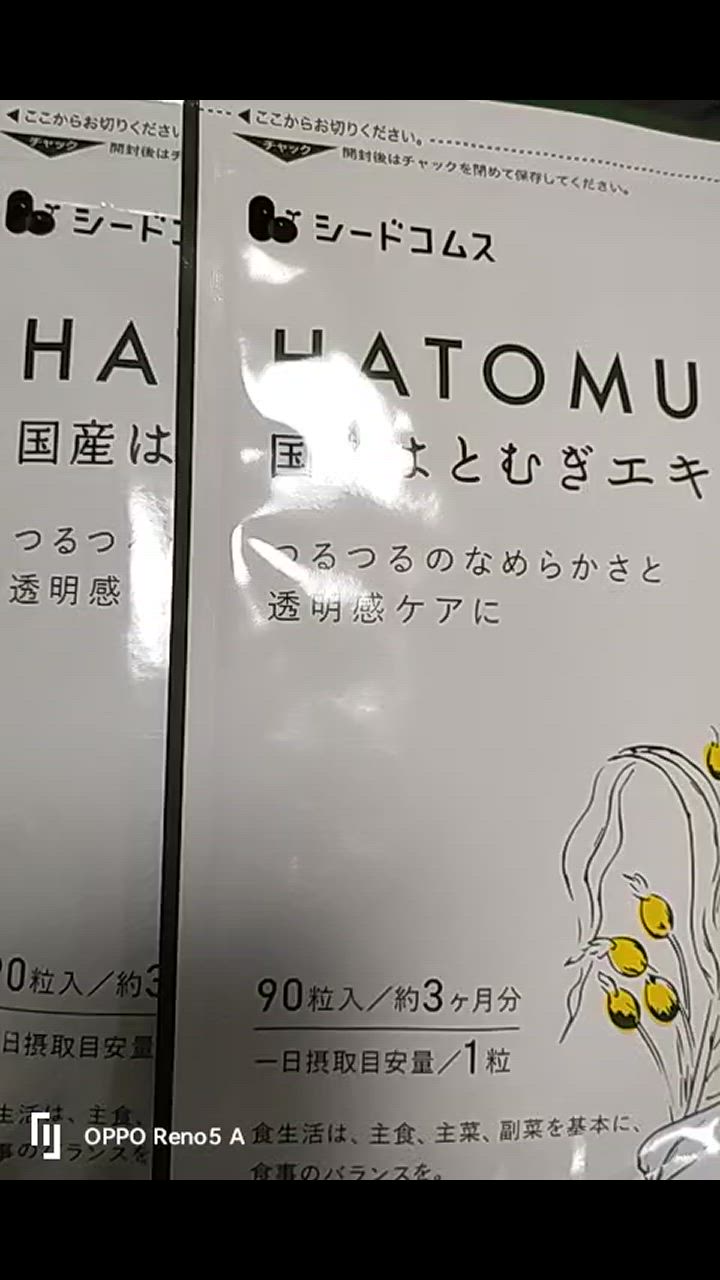 ◀ここからお切りください
チャック
開封後はチ
シードコ
HA
国産は
つるつ
透明感
90粒入／約3
日摂取目安量
生活は、主食、
事のバランスを
◀ここからお切りください。
チャック
開封後はチャックを閉めて保存してください。
シードコムス
HATOMU
国 はとむぎエキ
つるつるのなめらかさと
透明感ケアに
90粒入／約3ヶ月分
一日摂取目安量／1粒
食生活は、主食、主菜、副菜を基本に、
食事のバランスを。
OPPO Reno5 A